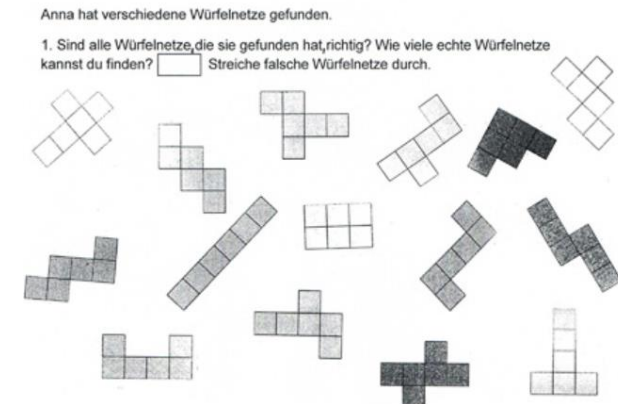 Anna hat verschiedene Würfelnetze gefunden.
1. Sind alle Würfelnetze,die sie gefunden hat,richtig? Wie viele echte Würfelnetze
kannst du finden? Streiche falsche Würfelnetze durch.